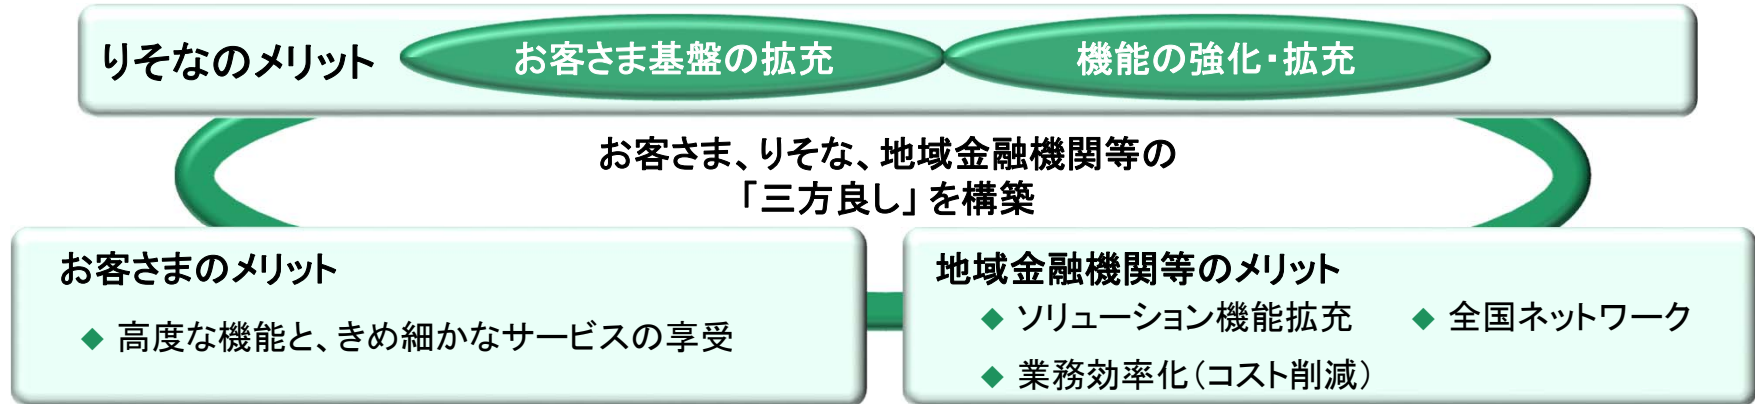 りそなのメリット
お客さま基盤の拡充
機能の強化・拡充
お客さま、りそな、地域金融機関等の
「三方良し」を構築
お客さまのメリット
◆ 高度な機能と、きめ細かなサービスの享受
地域金融機関等のメリット
◆ ソリューション機能拡充 ◆ 全国ネットワーク
◆ 業務効率化（コスト削減）